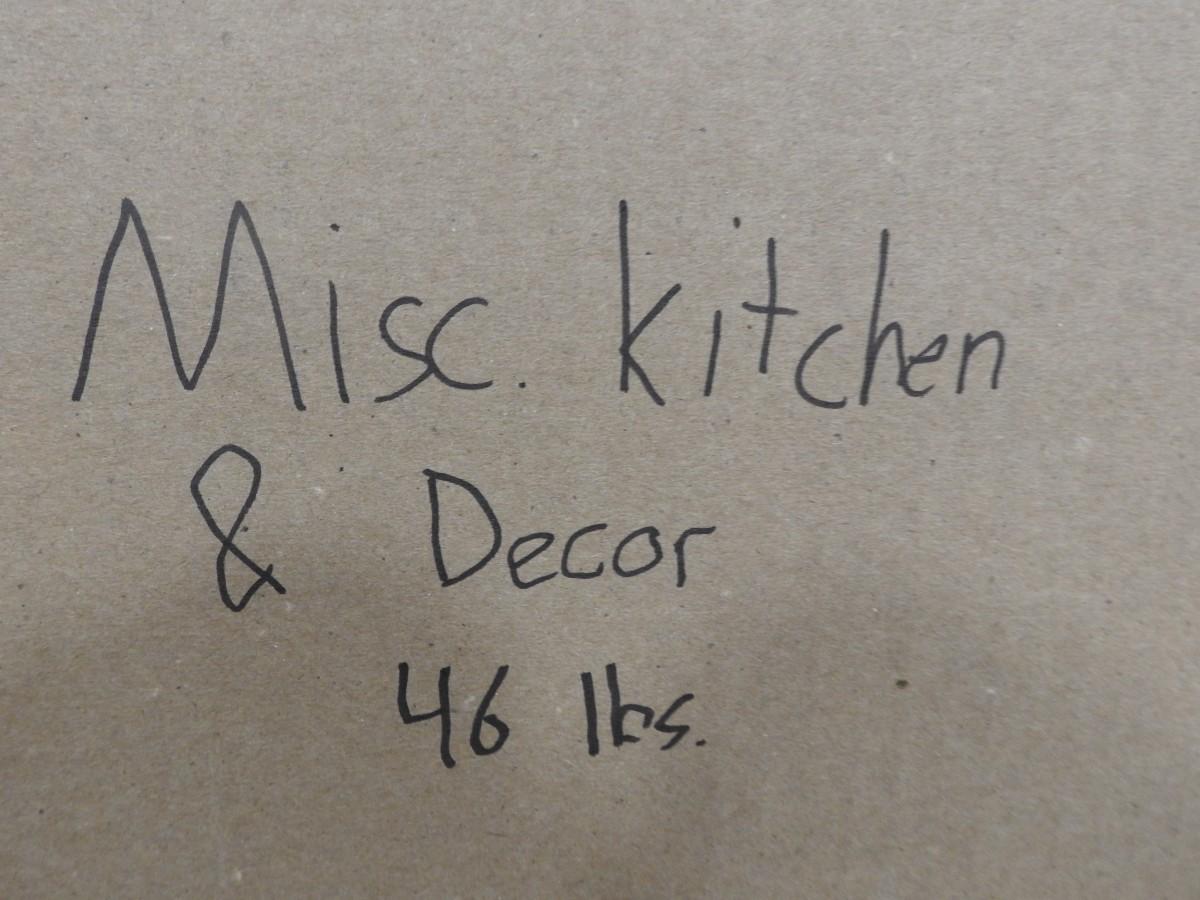 Misc. kitchen
& Decor
46 lbs.